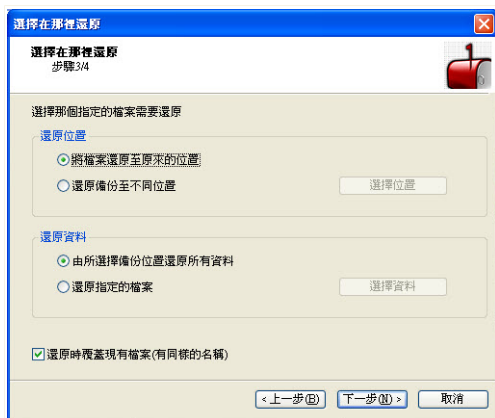 選擇在那裡還原
選擇在那裡還原
步驟3/4
選擇那個指定的檔案需要還原
還原位置
將檔案還原至原來的位置
還原備份至不同位置
選擇位置
還原資料
由所選擇備份位置還原所有資料
還原指定的檔案
選擇資料
還原時覆蓋現有檔案(有同樣的名稱)
<上一步(B)
下一步(N)>
取消